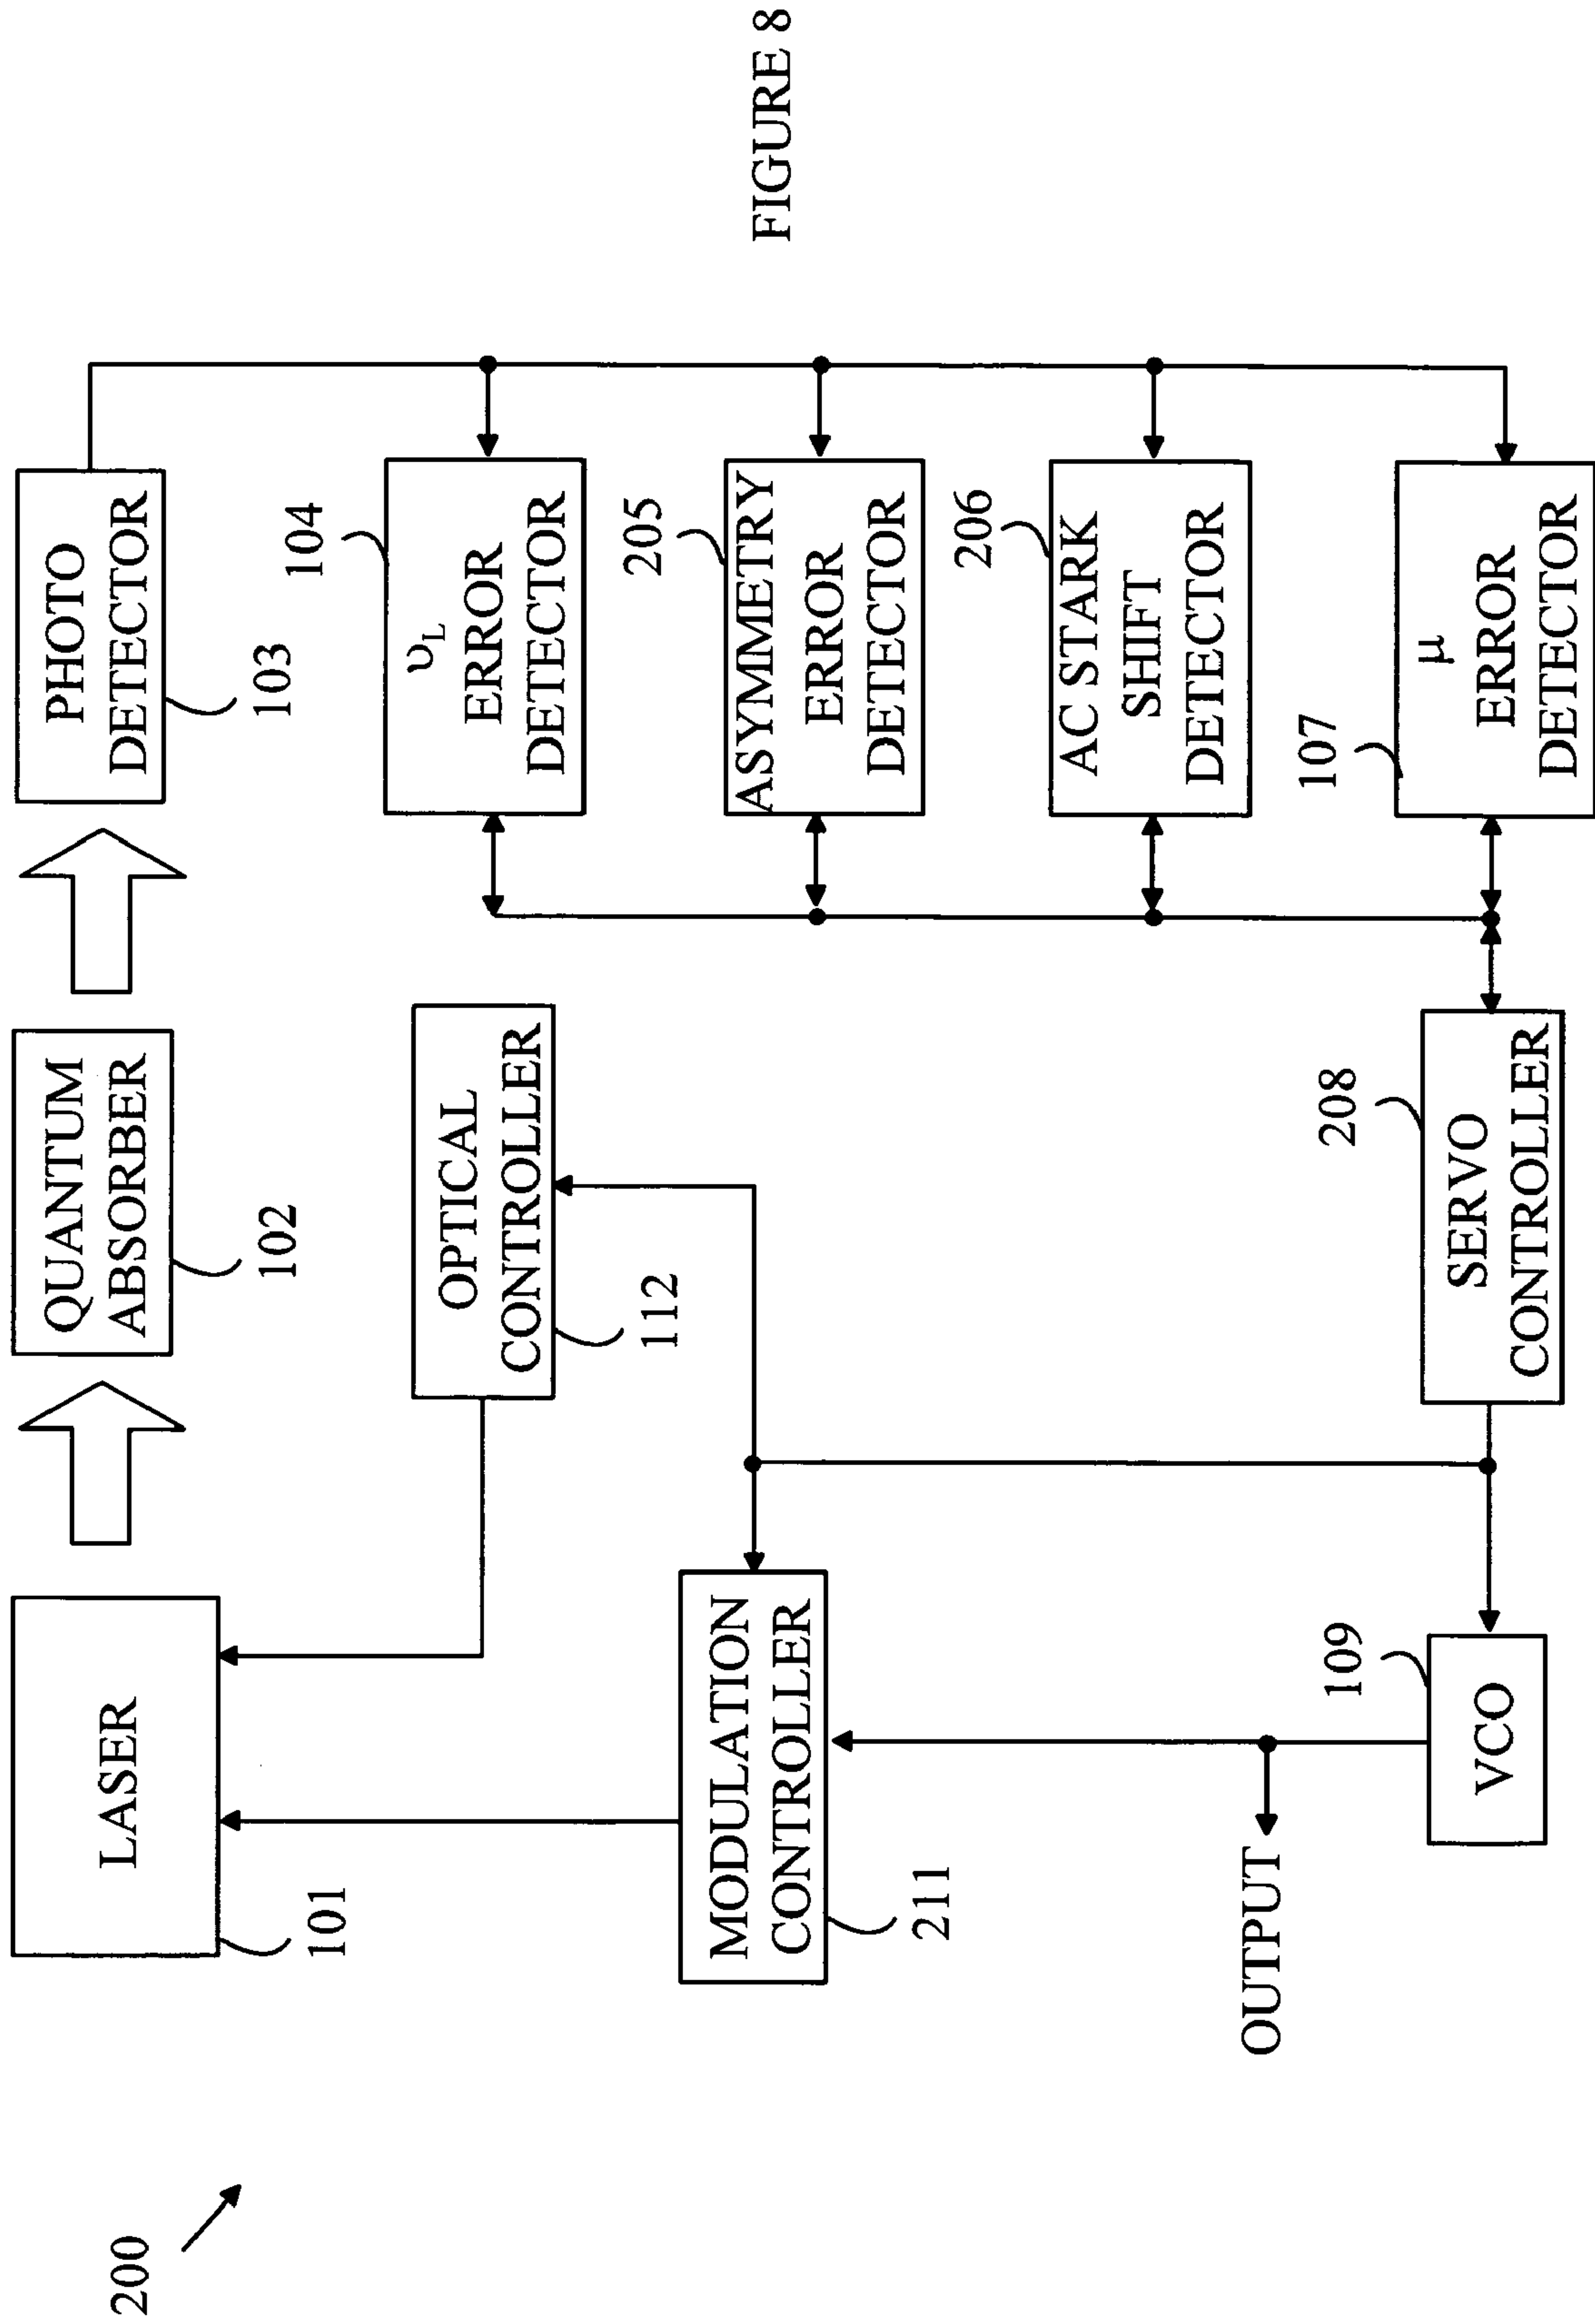 200
LASER
101
QUANTUM
ABSORBER
102
PHOTO
DETECTOR
103
OPTICAL
CONTROLLER
112
υL
ERROR
DETECTOR
104
MODULATION
CONTROLLER
211
ASYMMETRY
ERROR
DETECTOR
205
AC STARK
SHIFT
DETECTOR
206
OUTPUT
VCO
109
SERVO
CONTROLLER
208
μ
ERROR
DETECTOR
107
FIGURE 8